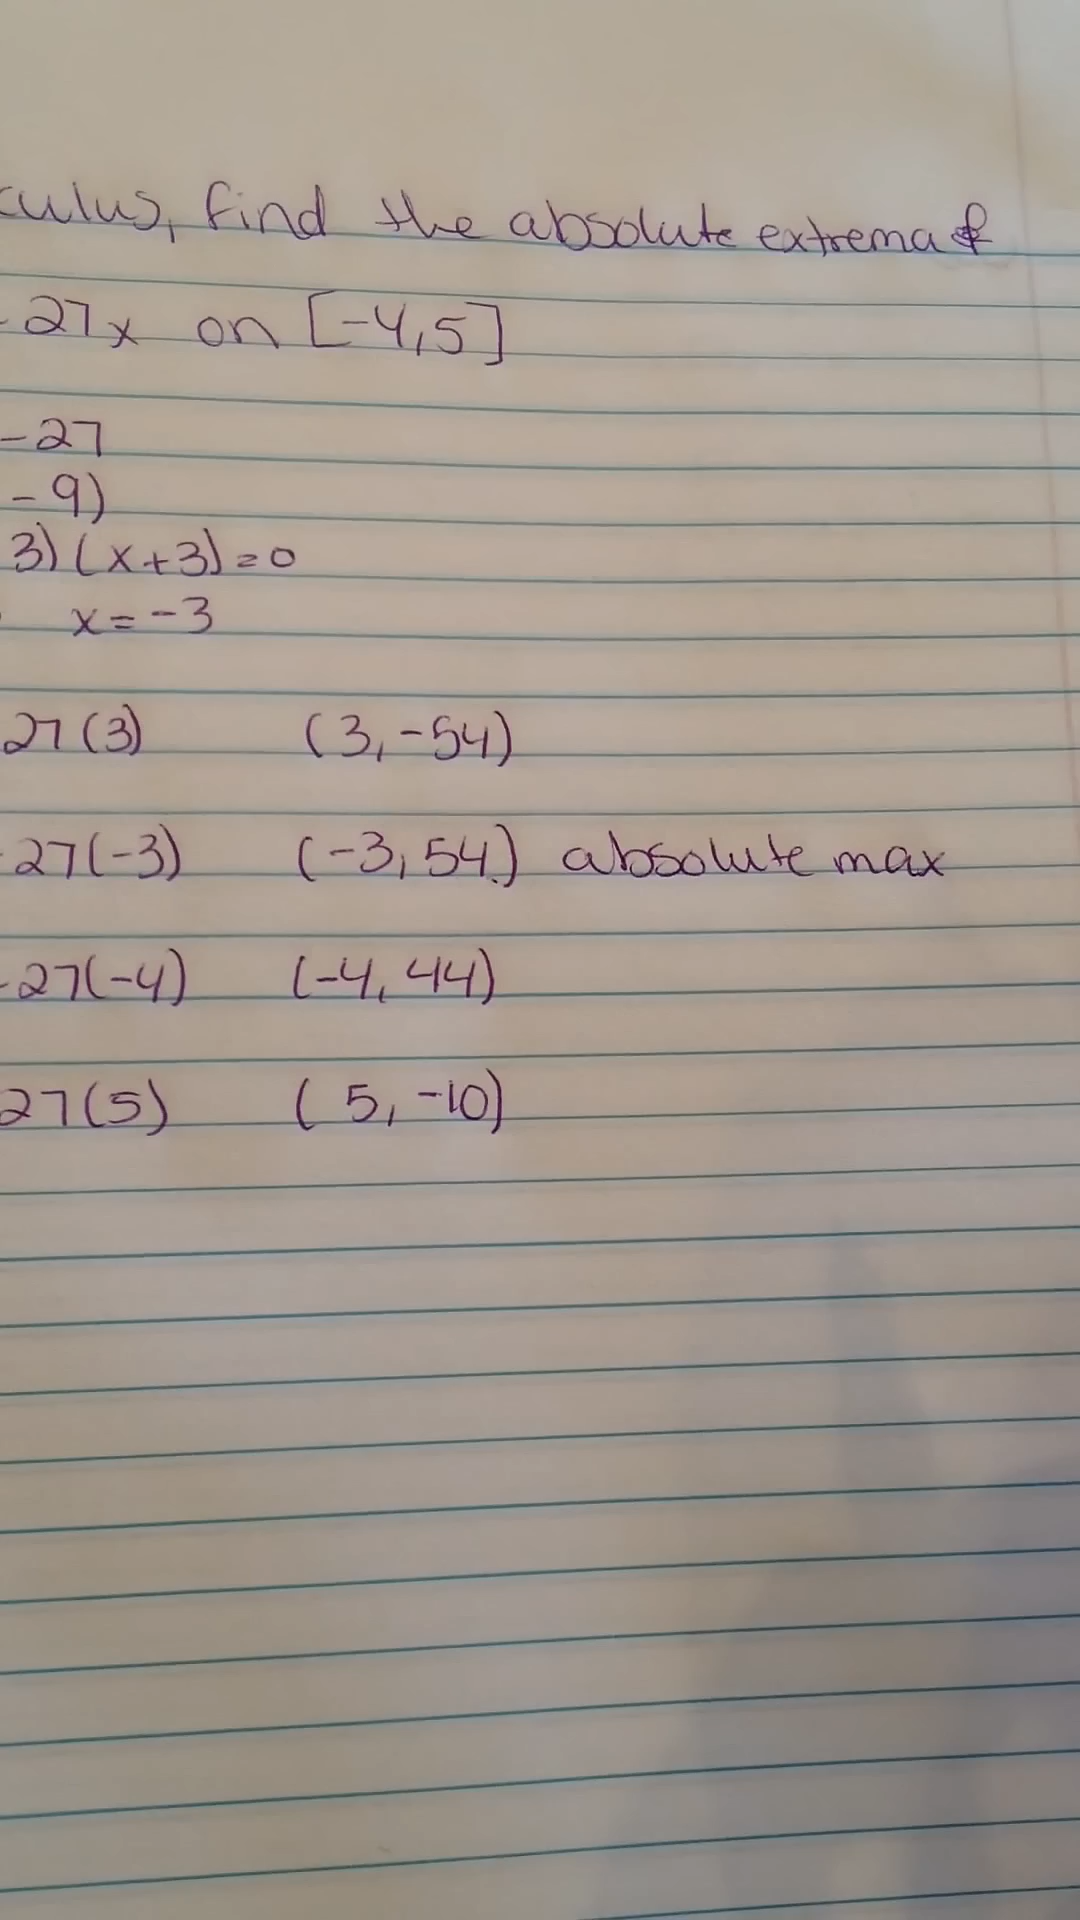 culus, find the absolute extrema of
-27x on [-4,5]
-27
-9)
3)(x+3)=0
x=-3
27(3) (3,-54)
-27(-3) (-3,54) absolute max
-27(-4) (-4,44)
27(5) (5,-10)